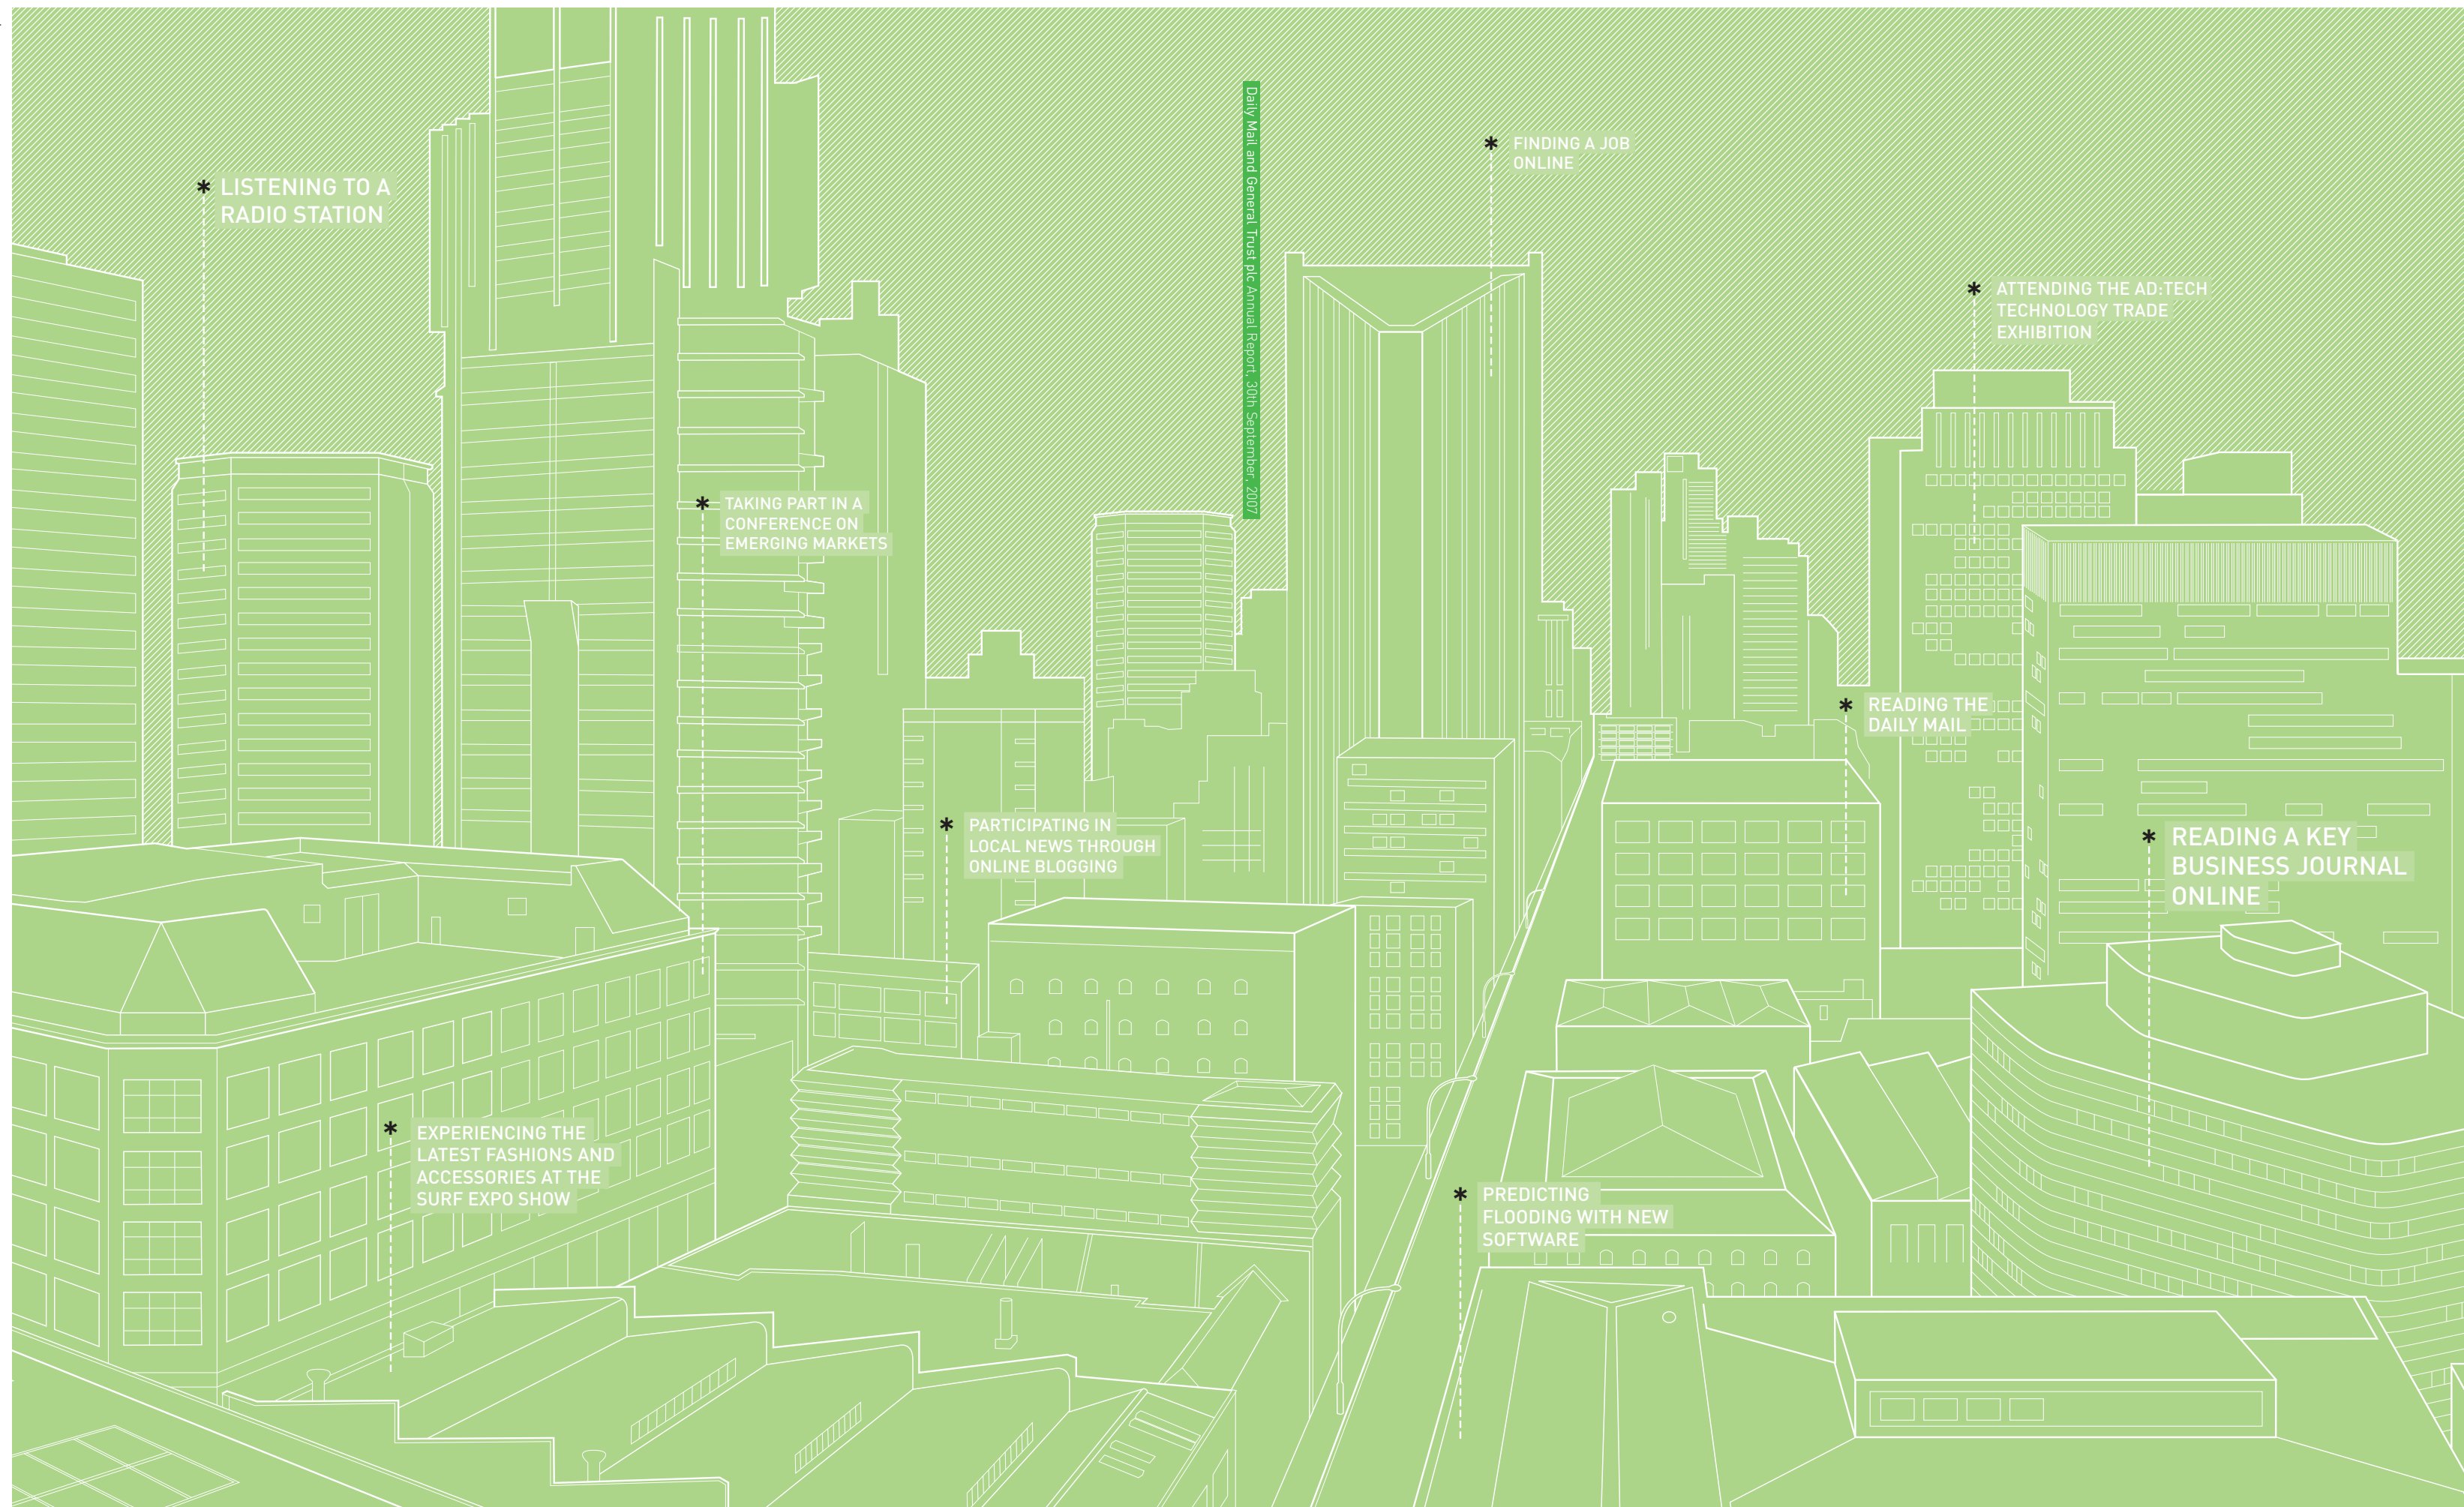 LISTENING TO A
RADIO STATION
TAKING PART IN A
CONFERENCE ON
EMERGING MARKETS
PARTICIPATING IN
LOCAL NEWS THROUGH
ONLINE BLOGGING
EXPERIENCING THE
LATEST FASHIONS AND
ACCESSORIES AT THE
SURF EXPO SHOW
Daily Mail and General Trust plc Annual Report, 30th September, 2007
FINDING A JOB
ONLINE
ATTENDING THE AD:TECH
TECHNOLOGY TRADE
EXHIBITION
READING THE
DAILY MAIL
READING A KEY
BUSINESS JOURNAL
ONLINE
PREDICTING
FLOODING WITH NEW
SOFTWARE